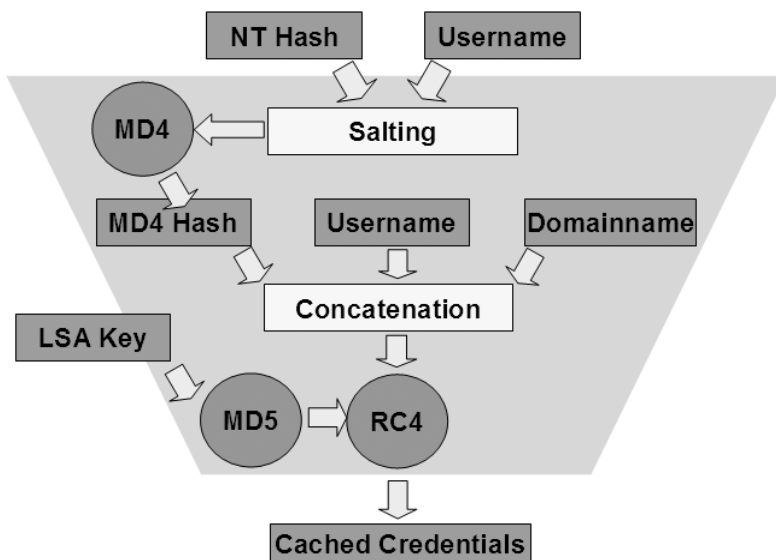 NT Hash
Username
MD4
Salting
MD4 Hash
Username
Domainname
LSA Key
Concatenation
MD5
RC4
Cached Credentials